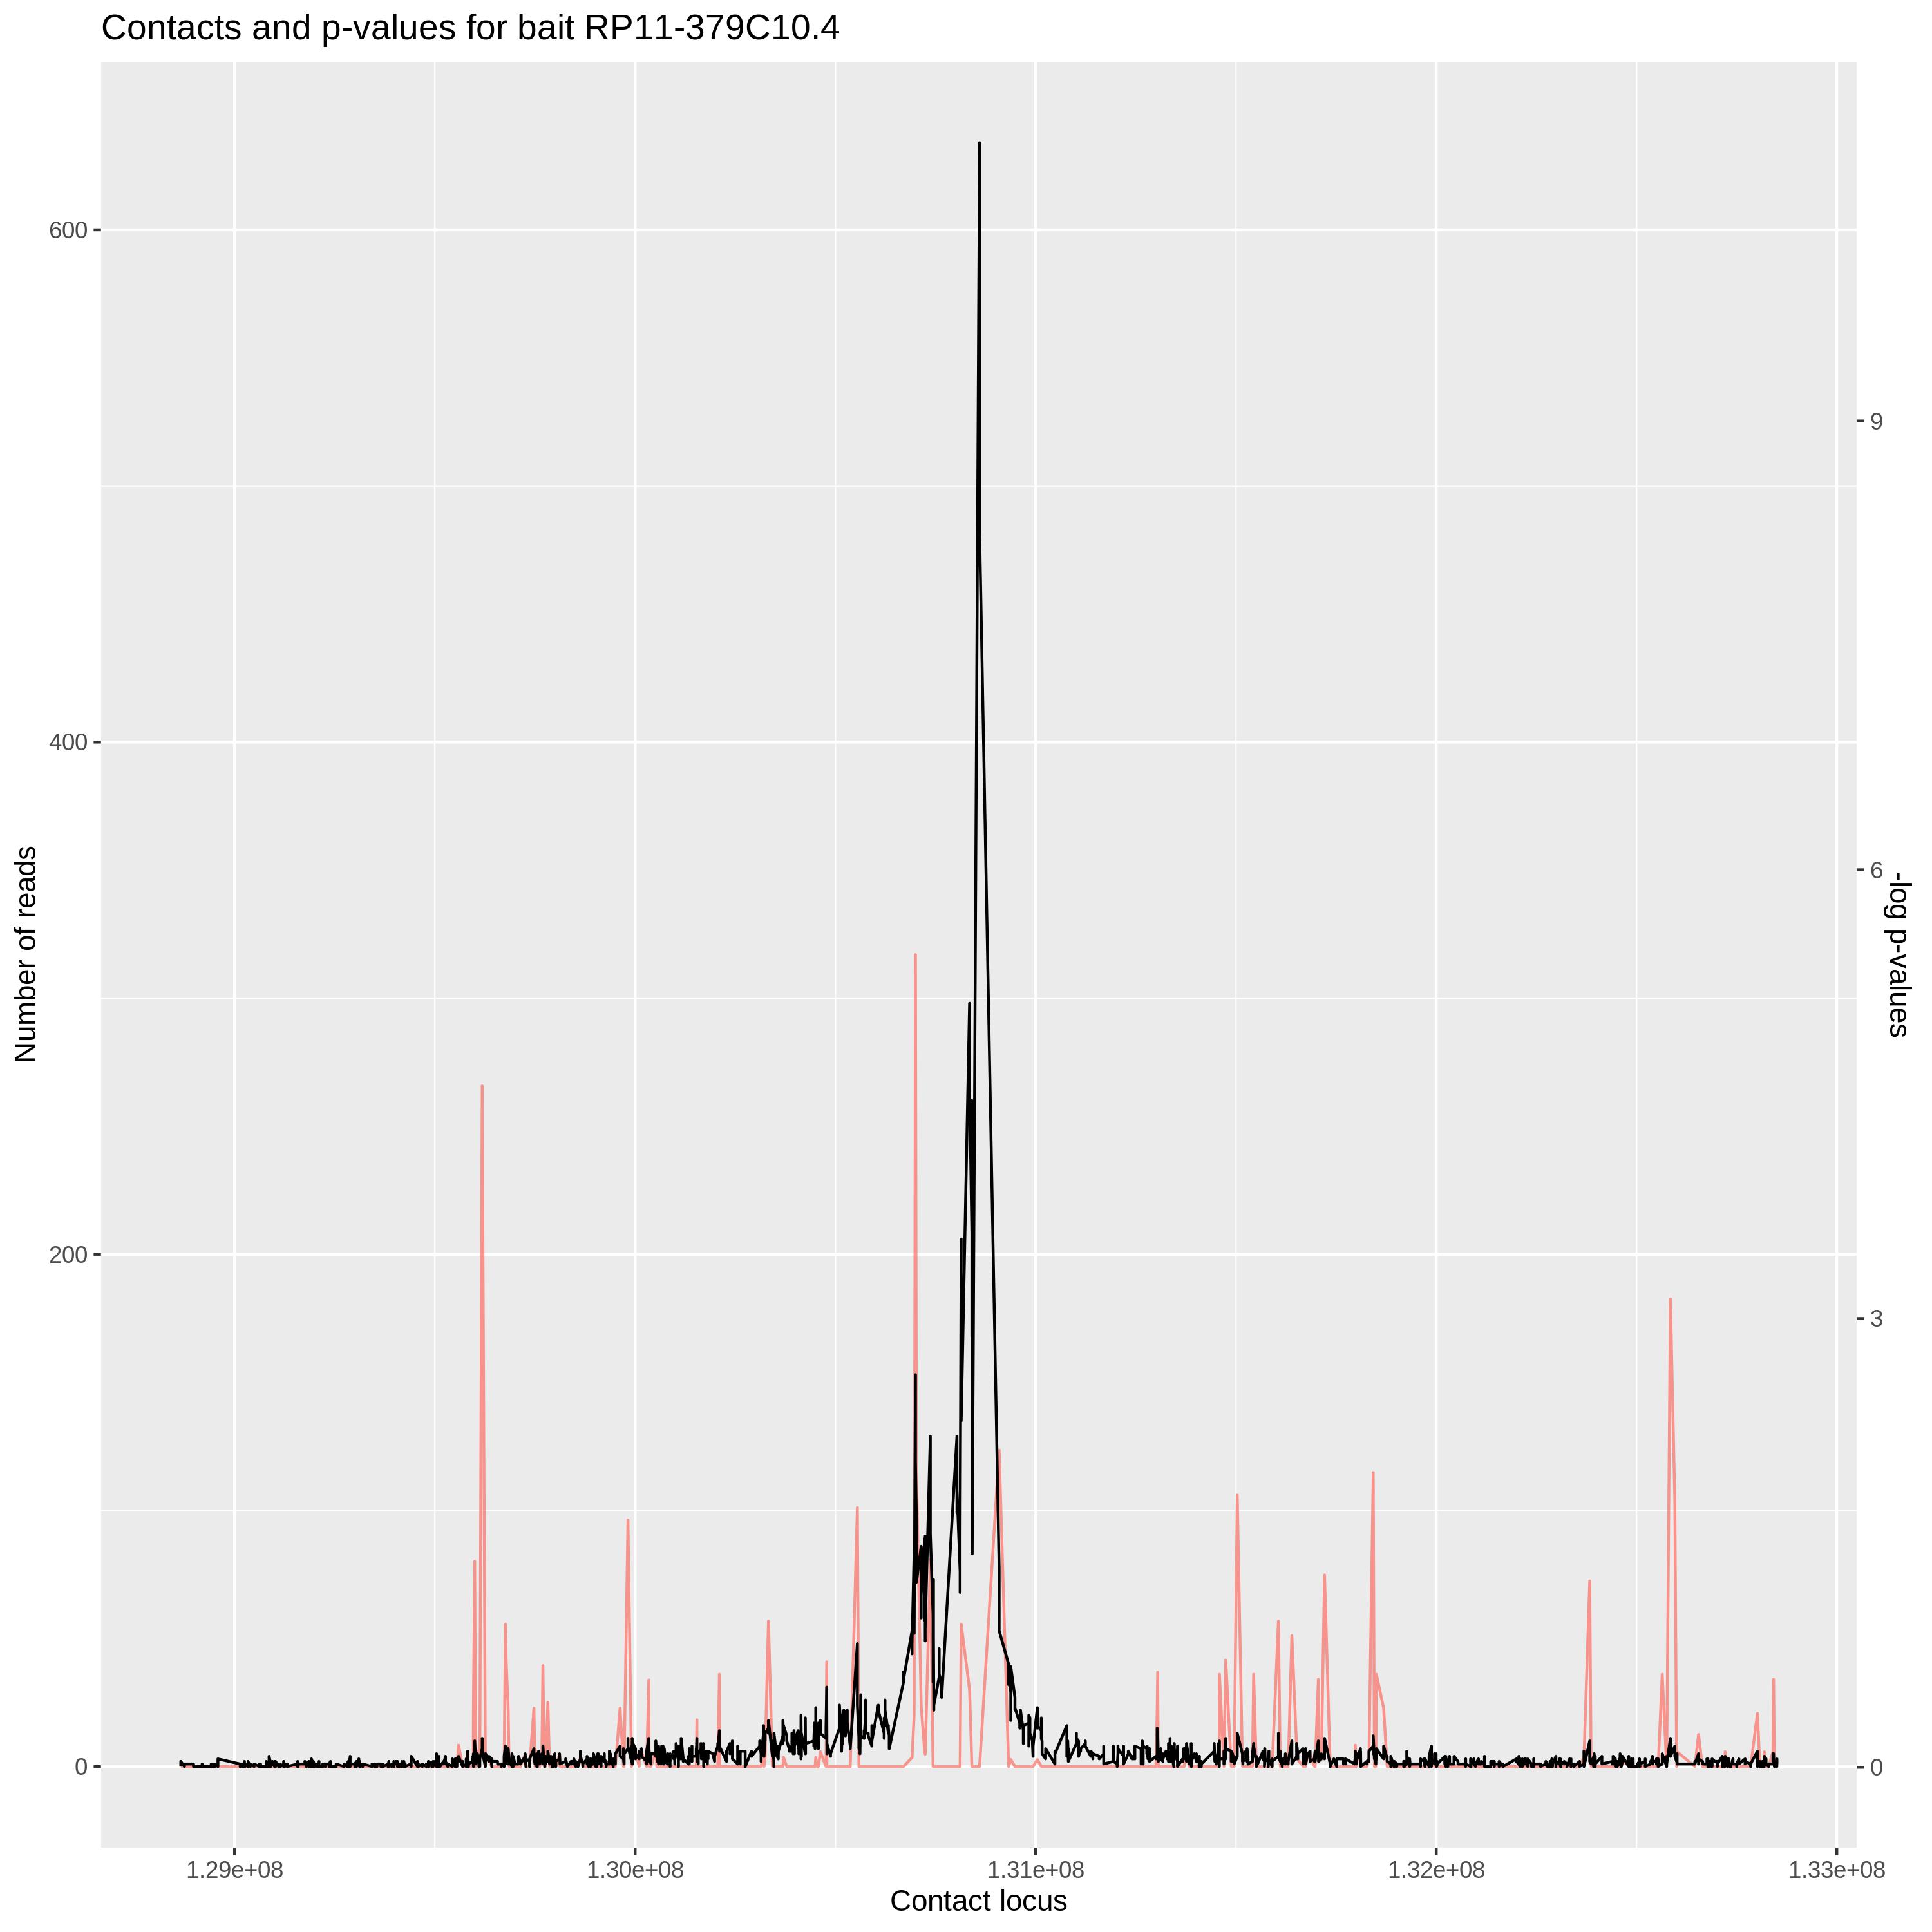 Contacts and p-values for bait RP11-379C10.4
600
400
200
0
Number of reads
9
6
3
0
-log p-values
1.29e+08
1.30e+08
1.31e+08
1.32e+08
1.33e+08
Contact locus